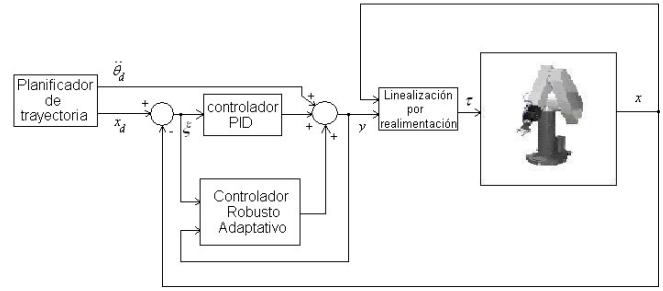 Planificador
de
trayectoria
θ̈d
xd
+
-
ξ
controlador
PID
+
+
+
Controlador
Robusto
Adaptativo
ν
Linealización
por
realimentación
τ
x